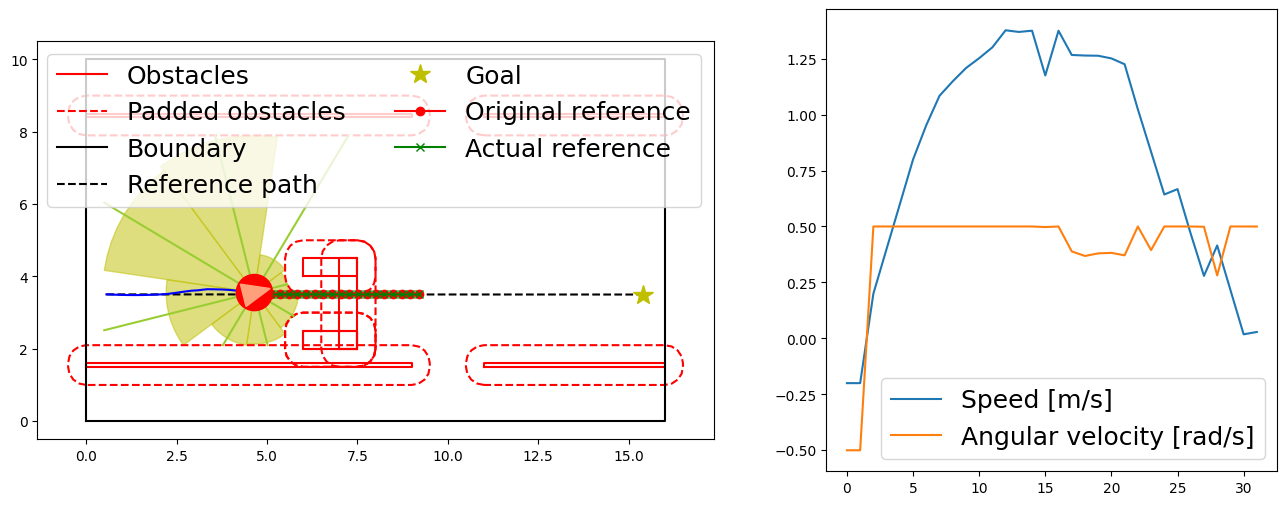 Obstacles
Padded obstacles
Boundary
Reference path
Goal
Original reference
Actual reference
10
8
6
4
2
0
0.0 2.5 5.0 7.5 10.0 12.5 15.0
1.25
1.00
0.75
0.50
0.25
0.00
−0.25
−0.50
Speed [m/s]
Angular velocity [rad/s]
0 5 10 15 20 25 30